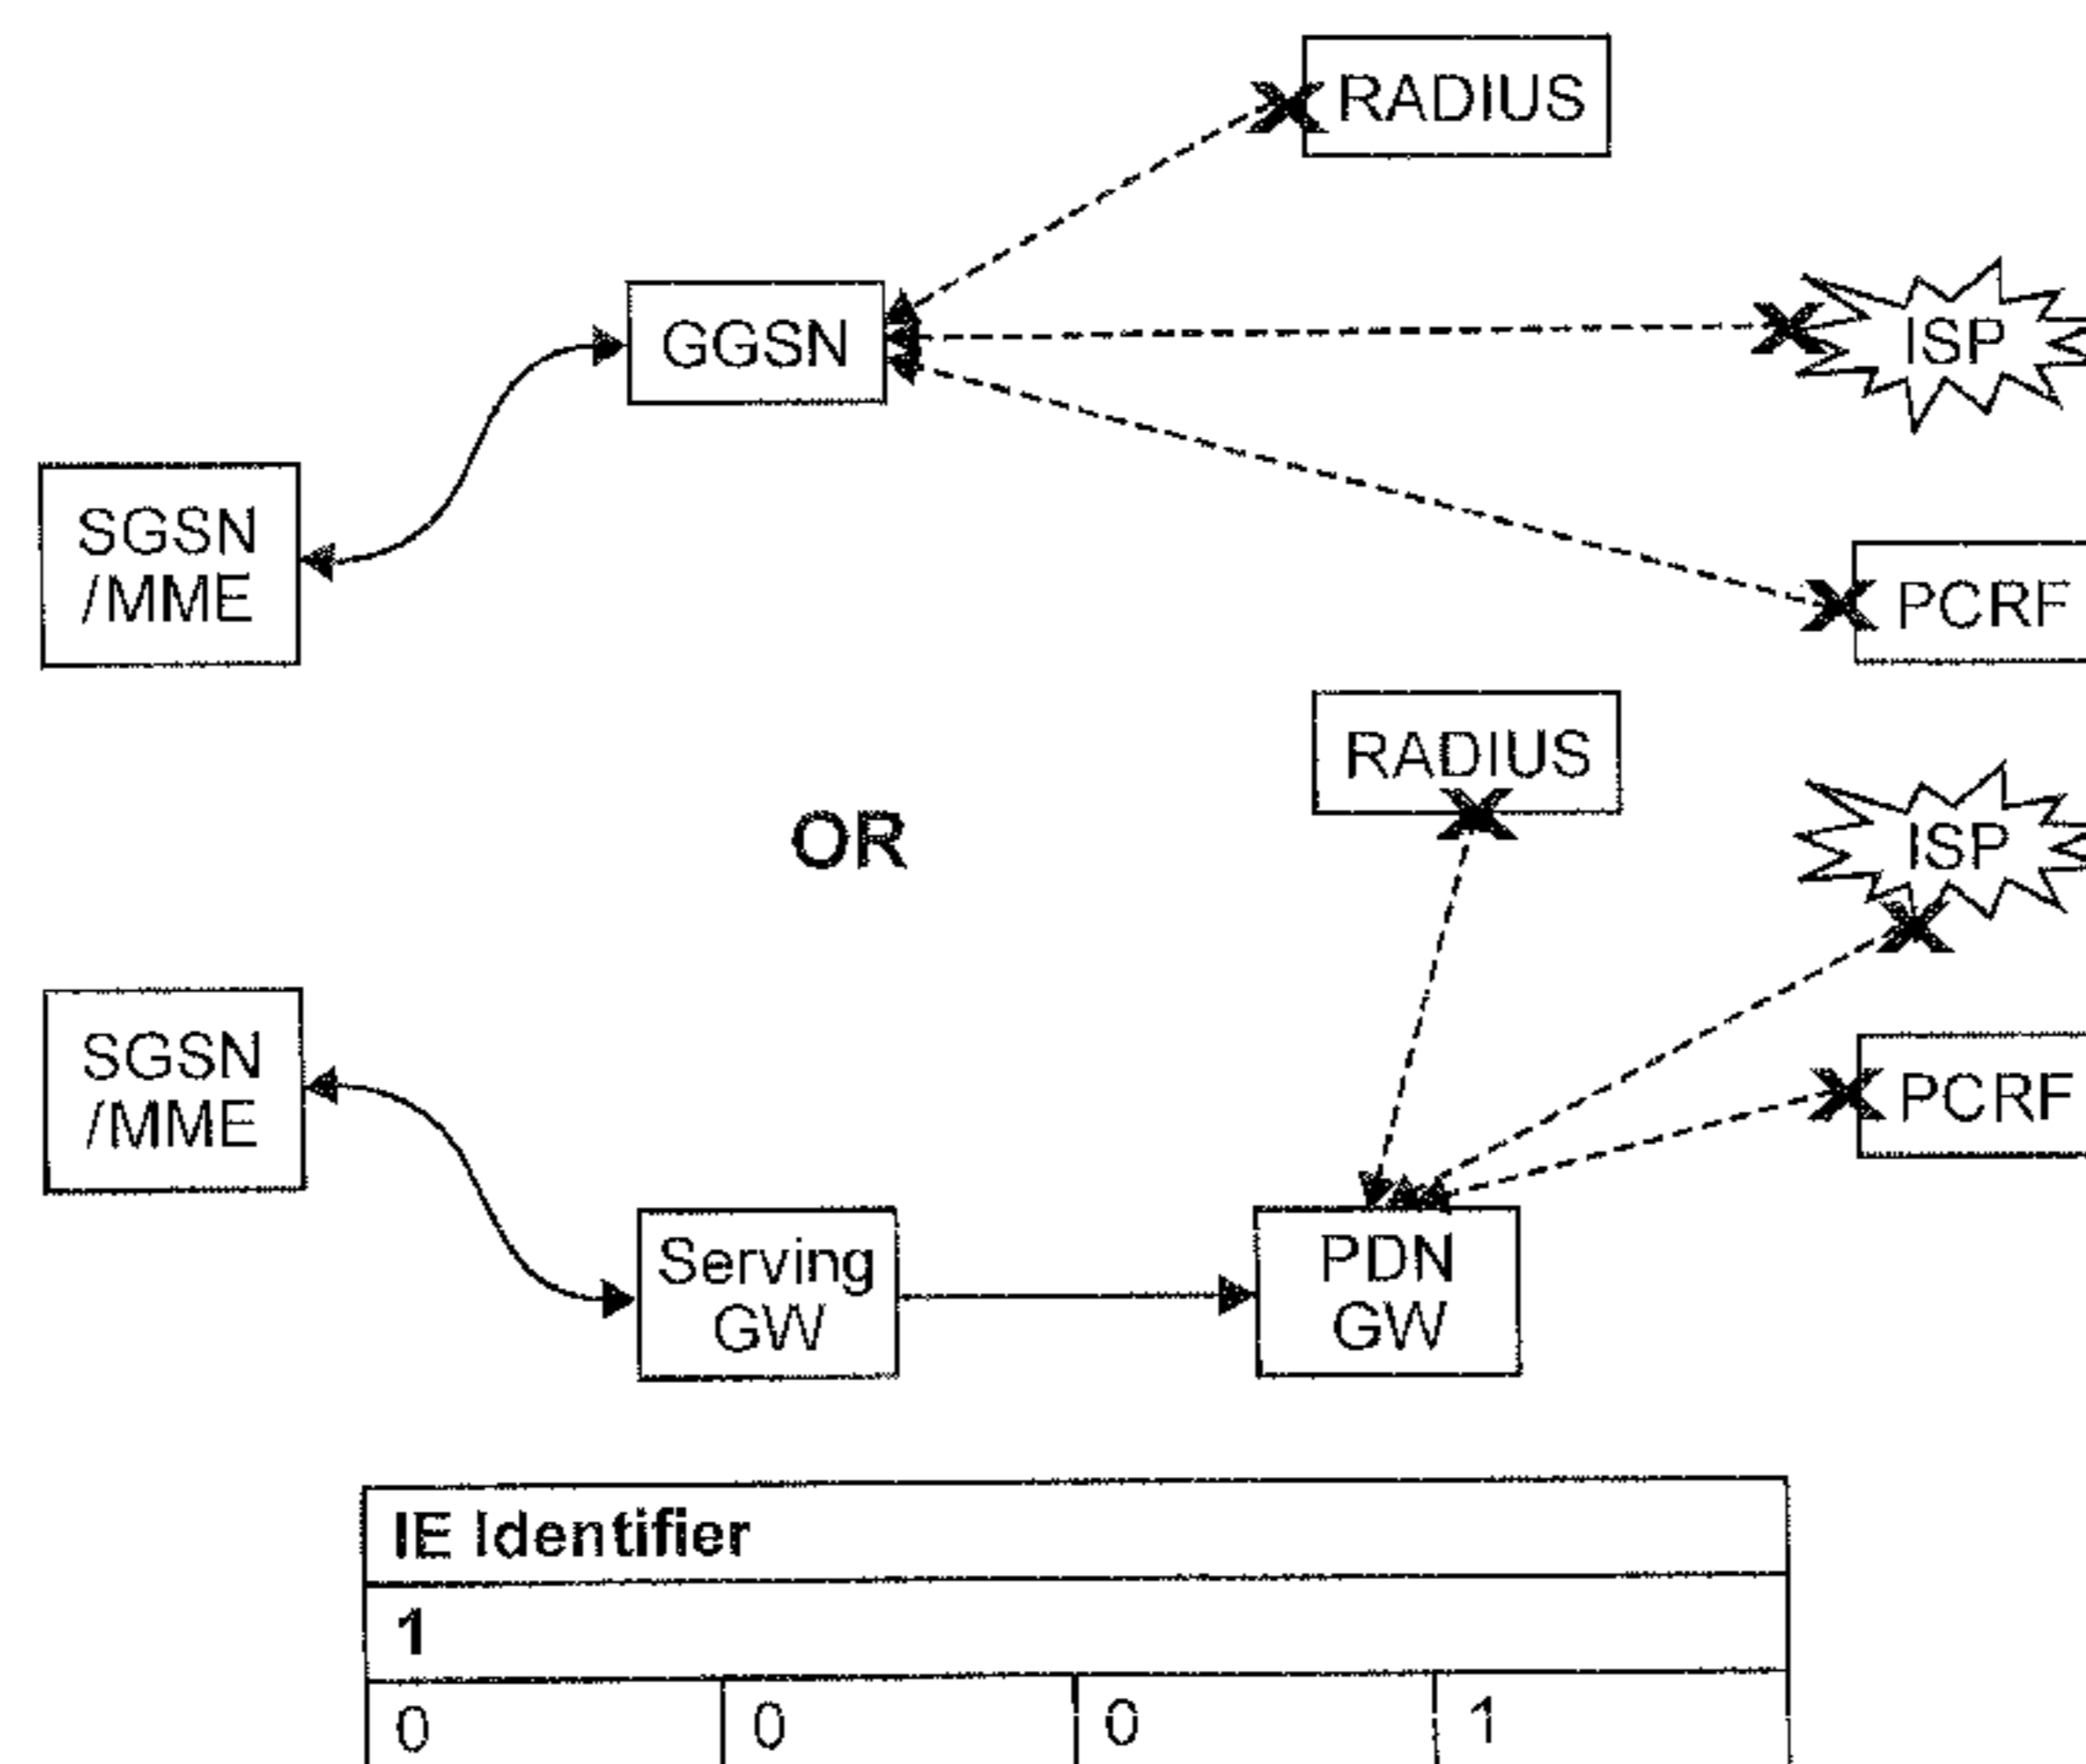 RADIUS
GGSN
ISP
SGSN
/MME
PCRF
RADIUS
OR
ISP
SGSN
/MME
PCRF
Serving
GW
PDN
GW
IE Identifier
1
0 0 0 1